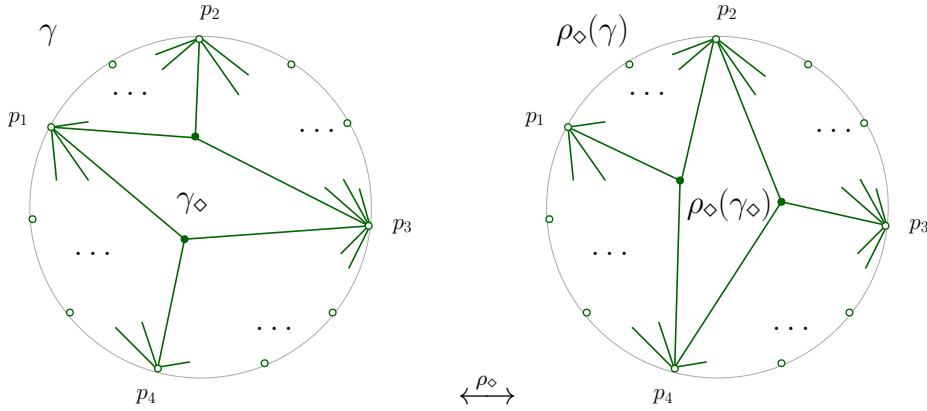 γ
p₂
ρ⋄(γ)
p₂
. . .
. . .
. . .
. . .
p₁
p₁
γ⋄
ρ⋄(γ⋄)
p₃
p₃
. . .
. . .
. . .
. . .
p₄
ρ⋄
⟷
p₄